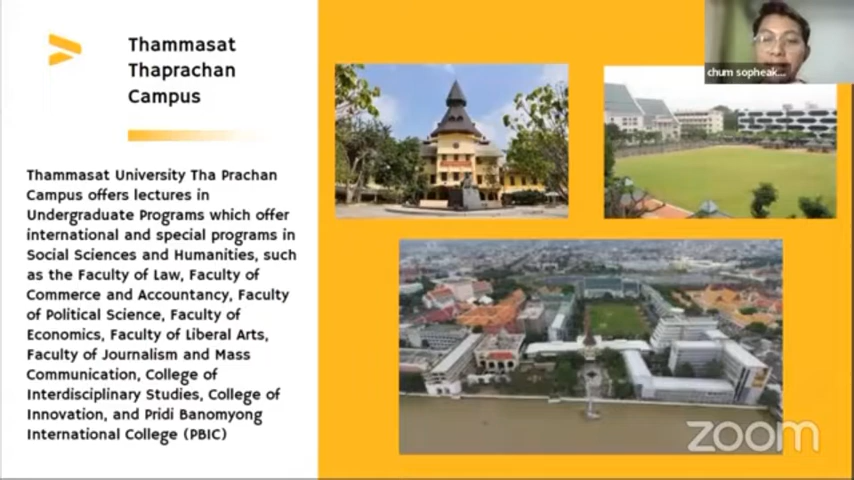 Thammasat
Thaprachan
Campus
Thammasat University Tha Prachan
Campus offers lectures in
Undergraduate Programs which offer
international and special programs in
Social Sciences and Humanities, such
as the Faculty of Law, Faculty of
Commerce and Accountancy, Faculty
of Political Science, Faculty of
Economics, Faculty of Liberal Arts,
Faculty of Journalism and Mass
Communication, College of
Interdisciplinary Studies, College of
Innovation, and Pridi Banomyong
International College (PBIC)
chum sopheak...
zoom